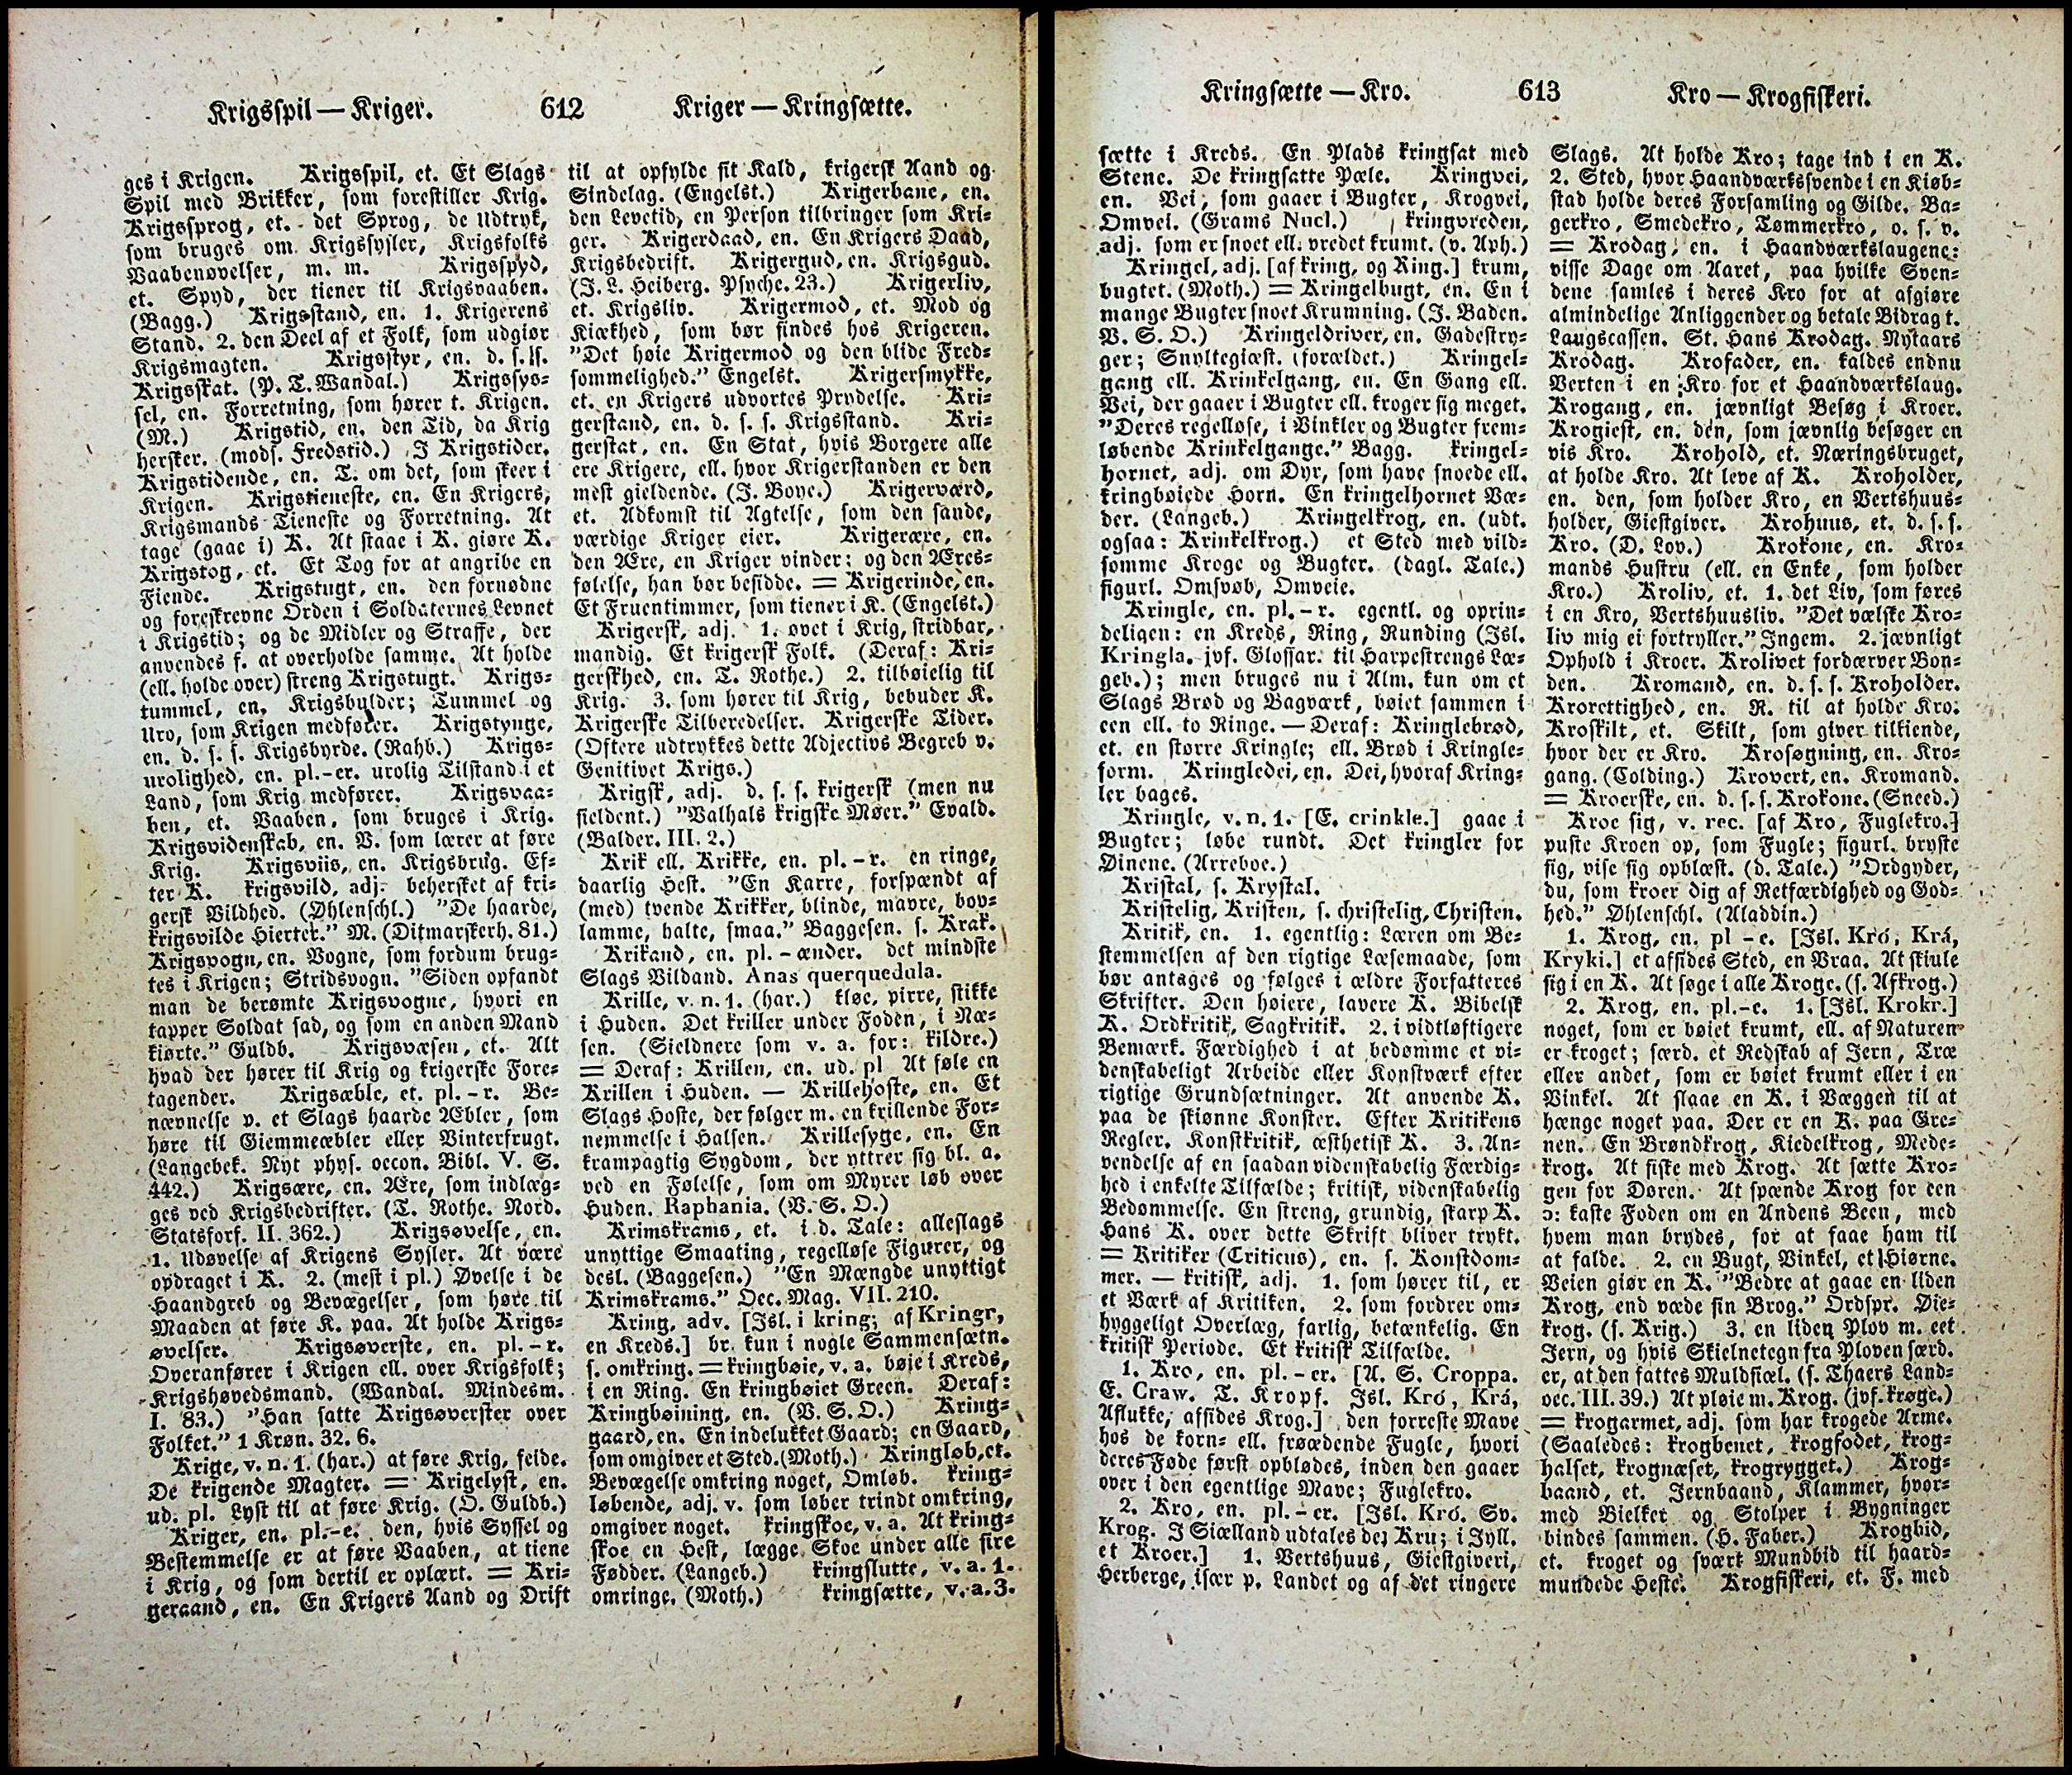 Krigsspil — Kriger.
612
Kriger — Kringsætte.
ges i Krigen. Krigsspil, et. Et Slags
Spil med Brikker, som forestiller Krig.
Krigssprog, et. det Sprog, de Udtryk,
som bruges om Krigssysler, Krigsfolks
Vaabenøvelser, m. m. Krigsspyd,
et. Spyd, der tiener til Krigsvaaben.
(Bagg.) Krigsstand, en. 1. Krigerens
Stand. 2. den Deel af et Folk, som udgiør
Krigsmagten. Krigsstyr, en. d. s. s.
Krigsskat. (P. T. Wandal.) Krigssys-
sel, en. Forretning, som hører t. Krigen.
(M.) Krigstid, en. den Tid, da Krig
hersker. (mods. Fredstid.) I Krigstider.
Krigstidende, en. T. om det, som skeer i
Krigen. Krigstieneste, en. En Krigers,
Krigsmands Tieneste og Forretning. At
tage (gaae i) K. At staae i K. giøre K.
Krigstog, et. Et Tog for at angribe en
Fiende. Krigstugt, en. den fornødne
og foreskrevne Orden i Soldaternes Levnet
i Krigstid; og de Midler og Straffe, der
anvendes f. at overholde samme. At holde
(ell. holde over) streng Krigstugt. Krigs-
tummel, en. Krigsbulder; Tummel og
Uro, som Krigen medfører. Krigstynge,
en. d. s. s. Krigsbyrde. (Rahb.) Krigs-
urolighed, en. pl.-er. urolig Tilstand i et
Land, som Krig medfører. Krigsvaa-
ben, et. Vaaben, som bruges i Krig.
Krigsvidenskab, en. V. som lærer at føre
Krig. Krigsviis, en. Krigsbrug. Ef-
ter K. krigsvild, adj. behersket af kri-
gersk Vildhed. (Øhlenschl.) "De haarde,
krigsvilde Hierter." M. (Ditmarskerh. 81.)
Krigsvogn, en. Vogne, som fordum brug-
tes i Krigen; Stridsvogn. "Siden opfandt
man de berømte Krigsvogne, hvori en
tapper Soldat sad, og som en anden Mand
kiørte." Guldb. Krigsvæsen, et. Alt
hvad der hører til Krig og krigerske Fore-
tagender. Krigsæble, et. pl.-r. Be-
nævnelse v. et Slags haarde Æbler, som
høre til Giemmeæbler eller Vinterfrugt.
(Langebek. Nyt phys. oecon. Bibl. V. S.
442.) Krigsære, en. Ære, som indlæg-
ges ved Krigsbedrifter. (T. Rothe. Nord.
Statsforf. II. 362.) Krigsøvelse, en.
1. Udøvelse af Krigens Sysler. At være
opdraget i K. 2. (mest i pl.) Øvelse i de
Haandgreb og Bevægelser, som høre til
Maaden at føre K. paa. At holde Krigs-
øvelser. Krigsøverste, en. pl.-r.
Overanfører i Krigen ell. over Krigsfolk;
Krigshøvedsmand. (Wandal. Mindesm.
I. 83.) "Han satte Krigsøverster over
Folket." 1 Krøn. 32. 6.
Krige, v. n. 1. (har.) at føre Krig, feide.
De krigende Magter. = Krigelyst, en.
ud. pl. Lyst til at føre Krig. (O. Guldb.)
Kriger, en. pl.-e. den, hvis Syssel og
Bestemmelse er at føre Vaaben, at tiene
i Krig, og som dertil er oplært. = Kri-
geraand, en. En Krigers Aand og Drift
til at opfylde sit Kald, krigersk Aand og
Sindelag. (Engelst.) Krigerbane, en.
den Levetid, en Person tilbringer som Kri-
ger. Krigerdaad, en. En Krigers Daad,
Krigsbedrift. Krigergud, en. Krigsgud.
(J. L. Heiberg. Psyche. 23.) Krigerliv,
et. Krigsliv. Krigermod, et. Mod og
Kiækhed, som bør findes hos Krigeren.
"Det høie Krigermod og den blide Fred-
sommelighed." Engelst. Krigersmykke,
et. en Krigers udvortes Prydelse. Kri-
gerstand, en. d. s. s. Krigsstand. Kri-
gerstat, en. En Stat, hvis Borgere alle
ere Krigere, ell. hvor Krigerstanden er den
mest gieldende. (J. Boye.) Krigerværd,
et. Adkomst til Agtelse, som den sande,
værdige Kriger eier. Krigerære, en.
den Ære, en Kriger vinder; og den Æres-
følelse, han bør besidde. = Krigerinde, en.
Et Fruentimmer, som tiener i K. (Engelst.)
Krigersk, adj. 1. øvet i Krig, stridbar,
mandig. Et krigersk Folk. (Deraf: Kri-
gerskhed, en. T. Rothe.) 2. tilbøielig til
Krig. 3. som hører til Krig, bebuder K.
Krigerske Tilberedelser. Krigerske Tider.
(Oftere udtrykkes dette Adjectivs Begreb v.
Genitivet Krigs.)
Krigsk, adj. d. s. s. krigersk (men nu
sieldent.) "Valhals krigske Møer." Evald.
(Balder. III. 2.)
Krik ell. Krikke, en. pl.-r. en ringe,
daarlig Hest. "En Karre, forspændt af
(med) tvende Krikker, blinde, mavre, bov-
lamme, halte, smaa." Baggesen. s. Krak.
Krikand, en. pl.-ænder. det mindste
Slags Vildand. Anas querquedula.
Krille, v. n. 1. (har.) kløe, pirre, stikke
i Huden. Det kriller under Foden, i Næ-
sen. (Sieldnere som v. a. for: kildre.)
= Deraf: Krillen, en. ud. pl. At føle en
Krillen i Huden. — Krillehoste, en. Et
Slags Hoste, der følger m. en krillende For-
nemmelse i Halsen. Krillesyge, en. En
krampagtig Sygdom, der yttrer sig bl. a.
ved en Følelse, som om Myrer løb over
Huden. Raphania. (V. S. O.)
Krimskrams, et. i d. Tale: alleslags
unyttige Smaating, regelløse Figurer, og
desl. (Baggesen.) "En Mængde unyttigt
Krimskrams." Oec. Mag. VII. 210.
Kring, adv. [Isl. i kring; af Kringr,
en Kreds.] br. kun i nogle Sammensætn.
s. omkring. = kringbøie, v. a. bøie i Kreds,
i en Ring. En kringbøiet Green. Deraf:
Kringbøining, en. (V. S. O.) Kring-
gaard, en. En indelukket Gaard; en Gaard,
som omgiver et Sted. (Moth.) Kringløb, et.
Bevægelse omkring noget, Omløb. kring-
løbende, adj. v. som løber trindt omkring,
omgiver noget. kringskoe, v. a. At kring-
skoe en Hest, lægge Skoe under alle fire
Fødder. (Langeb.) kringslutte, v. a. 1.
omringe. (Moth.) kringsætte, v. a. 3.
Kringsætte — Kro.
613
Kro — Krogfiskeri.
sætte i Kreds. En Plads kringsat med
Stene. De kringsatte Pæle. Kringvei,
en. Vei, som gaaer i Bugter, Krogvei,
Omvei. (Grams Nucl.) kringvreden,
adj. som er snoet ell. vredet krumt. (v. Aph.)
Kringel, adj. [af kring, og Ring.] krum,
bugtet. (Moth.) = Kringelbugt, en. En i
mange Bugter snoet Krumning. (J. Baden.
V. S. O.) Kringeldriver, en. Gadestry-
ger; Snyltegiæst. (forældet.) Kringel-
gang ell. Krinkelgang, en. En Gang ell.
Vei, der gaaer i Bugter ell. kroger sig meget.
"Deres regelløse, i Vinkler og Bugter frem-
løbende Krinkelgange." Bagg. kringel-
hornet, adj. om Dyr, som have snoede ell.
kringbøiede Horn. En kringelhornet Væ-
der. (Langeb.) Kringelkrog, en. (udt.
ogsaa: Krinkelkrog.) et Sted med vild-
somme Kroge og Bugter. (dagl. Tale.)
figurl. Omsvøb, Omveie.
Kringle, en. pl.-r. egentl. og oprin-
deligen: en Kreds, Ring, Runding (Isl.
Kringla. jvf. Glossar. til Harpestrengs Læ-
geb.); men bruges nu i Alm. kun om et
Slags Brød og Bagværk, bøiet sammen i
een ell. to Ringe. — Deraf: Kringlebrød,
et. en større Kringle; ell. Brød i Kringle-
form. Kringledei, en. Dei, hvoraf Kring-
ler bages.
Kringle, v. n. 1. [E. crinkle.] gaae i
Bugter; løbe rundt. Det kringler for
Øinene. (Arreboe.)
Kristal, s. Krystal.
Kristelig, Kristen, s. christelig, Christen.
Kritik, en. 1. egentlig: Læren om Be-
stemmelsen af den rigtige Læsemaade, som
bør antages og følges i ældre Forfatteres
Skrifter. Den høiere, lavere K. Bibelsk
K. Ordkritik, Sagkritik. 2. i vidtløftigere
Bemærk. Færdighed i at bedømme et vi-
denskabeligt Arbeide eller Konstværk efter
rigtige Grundsætninger. At anvende K.
paa de skiønne Konster. Efter Kritikens
Regler. Konstkritik, æsthetisk K. 3. An-
vendelse af en saadan videnskabelig Færdig-
hed i enkelte Tilfælde; kritisk, videnskabelig
Bedømmelse. En streng, grundig, skarp K.
Hans K. over dette Skrift bliver trykt.
= Kritiker (Criticus), en. s. Konstdom-
mer. — kritisk, adj. 1. som hører til, er
et Værk af Kritiken. 2. som fordrer om-
hyggeligt Overlæg, farlig, betænkelig. En
kritisk Periode. Et kritisk Tilfælde.
1. Kro, en. pl.-er. [A. S. Croppa.
E. Craw. T. Kropf. Isl. Kró, Krá,
Aflukke, affides Krog.] den forreste Mave
hos de korn- ell. frøædende Fugle, hvori
deres Føde først opblødes, inden den gaaer
over i den egentlige Mave; Fuglekro.
2. Kro, en. pl.-er. [Isl. Kró. Sv.
Krog. I Siælland udtales det Kru; i Jyll.
et Kroer.] 1. Vertshuus, Giestgiveri,
Herberge, især p. Landet og af det ringere
Slags. At holde Kro; tage ind i en K.
2. Sted, hvor Haandværkssvende i en Kiøb-
stad holde deres Forsamling og Gilde. Ba-
gerkro, Smedekro, Tømmerkro, o. s. v.
= Krodag, en. i Haandværkslaugene:
visse Dage om Aaret, paa hvilke Sven-
dene samles i deres Kro for at afgiøre
almindelige Anliggender og betale Bidrag t.
Laugscassen. St. Hans Krodag. Nytaars
Krodag. Krofader, en. kaldes endnu
Verten i en Kro for et Haandværkslaug.
Krogang, en. jævnligt Besøg i Kroer.
Krogiest, en. den, som jævnlig besøger en
vis Kro. Krohold, et. Næringsbruget,
at holde Kro. At leve af K. Kroholder,
en. den, som holder Kro, en Vertshuus-
holder, Giestgiver. Krohuus, et. d. s. s.
Kro. (D. Lov.) Krokone, en. Kro-
mands Hustru (ell. en Enke, som holder
Kro.) Kroliv, et. 1. det Liv, som føres
i en Kro, Vertshuusliv. "Det vælske Kro-
liv mig ei fortryller." Ingem. 2. jævnligt
Ophold i Kroer. Krolivet fordærver Bon-
den. Kromand, en. d. s. s. Kroholder.
Krorettighed, en. R. til at holde Kro.
Kroskilt, et. Skilt, som giver tilkiende,
hvor der er Kro. Krosøgning, en. Kro-
gang. (Colding.) Krovert, en. Kromand.
= Kroerske, en. d. s. s. Krokone. (Sneed.)
Kroe sig, v. rec. [af Kro, Fuglekro.]
puste Kroen op, som Fugle; figurl. bryste
sig, vise sig opblæst. (d. Tale.) "Ordgyder,
du, som kroer dig af Retfærdighed og God-
hed." Øhlenschl. (Aladdin.)
1. Krog, en. pl -e. [Isl. Kró, Krá,
Kryki.] et affides Sted, en Vraa. At skiule
sig i en K. At søge i alle Kroge. (s. Afkrog.)
2. Krog, en. pl.-e. 1. [Isl. Krokr.]
noget, som er bøiet krumt, ell. af Naturen
er kroget; særd. et Redskab af Jern, Træ
eller andet, som er bøiet krumt eller i en
Vinkel. At slaae en K. i Væggen til at
hænge noget paa. Der er en K. paa Gre-
nen. En Brøndkrog, Kiedelkrog, Mede-
krog. At fiske med Krog. At sætte Kro-
gen for Døren. At spænde Krog for een
ɔ: kaste Foden om en Andens Been, med
hvem man brydes, for at faae ham til
at falde. 2. en Bugt, Vinkel, et Hiørne.
Veien giør en K. "Bedre at gaae en liden
Krog, end væde sin Brog." Ordspr. Øie-
krog. (s. Krig.) 3. en liden Plov m. eet
Jern, og hvis Skielnetegn fra Ploven særd.
er, at den fattes Muldfiæl. (s. Thaers Land-
oec. III. 39.) At pløie m. Krog. (jvf. krøge.)
= krogarmet, adj. som har krogede Arme.
(Saaledes: krogbenet, krogfodet, krog-
halset, krognæset, krogrygget.) Krog-
baand, et. Jernbaand, Klammer, hvor-
med Bielker og Stolper i Bygninger
bindes sammen. (H. Faber.) Krogbid,
et. kroget og svært Mundbid til haard-
mundede Heste. Krogfiskeri, et. F. med